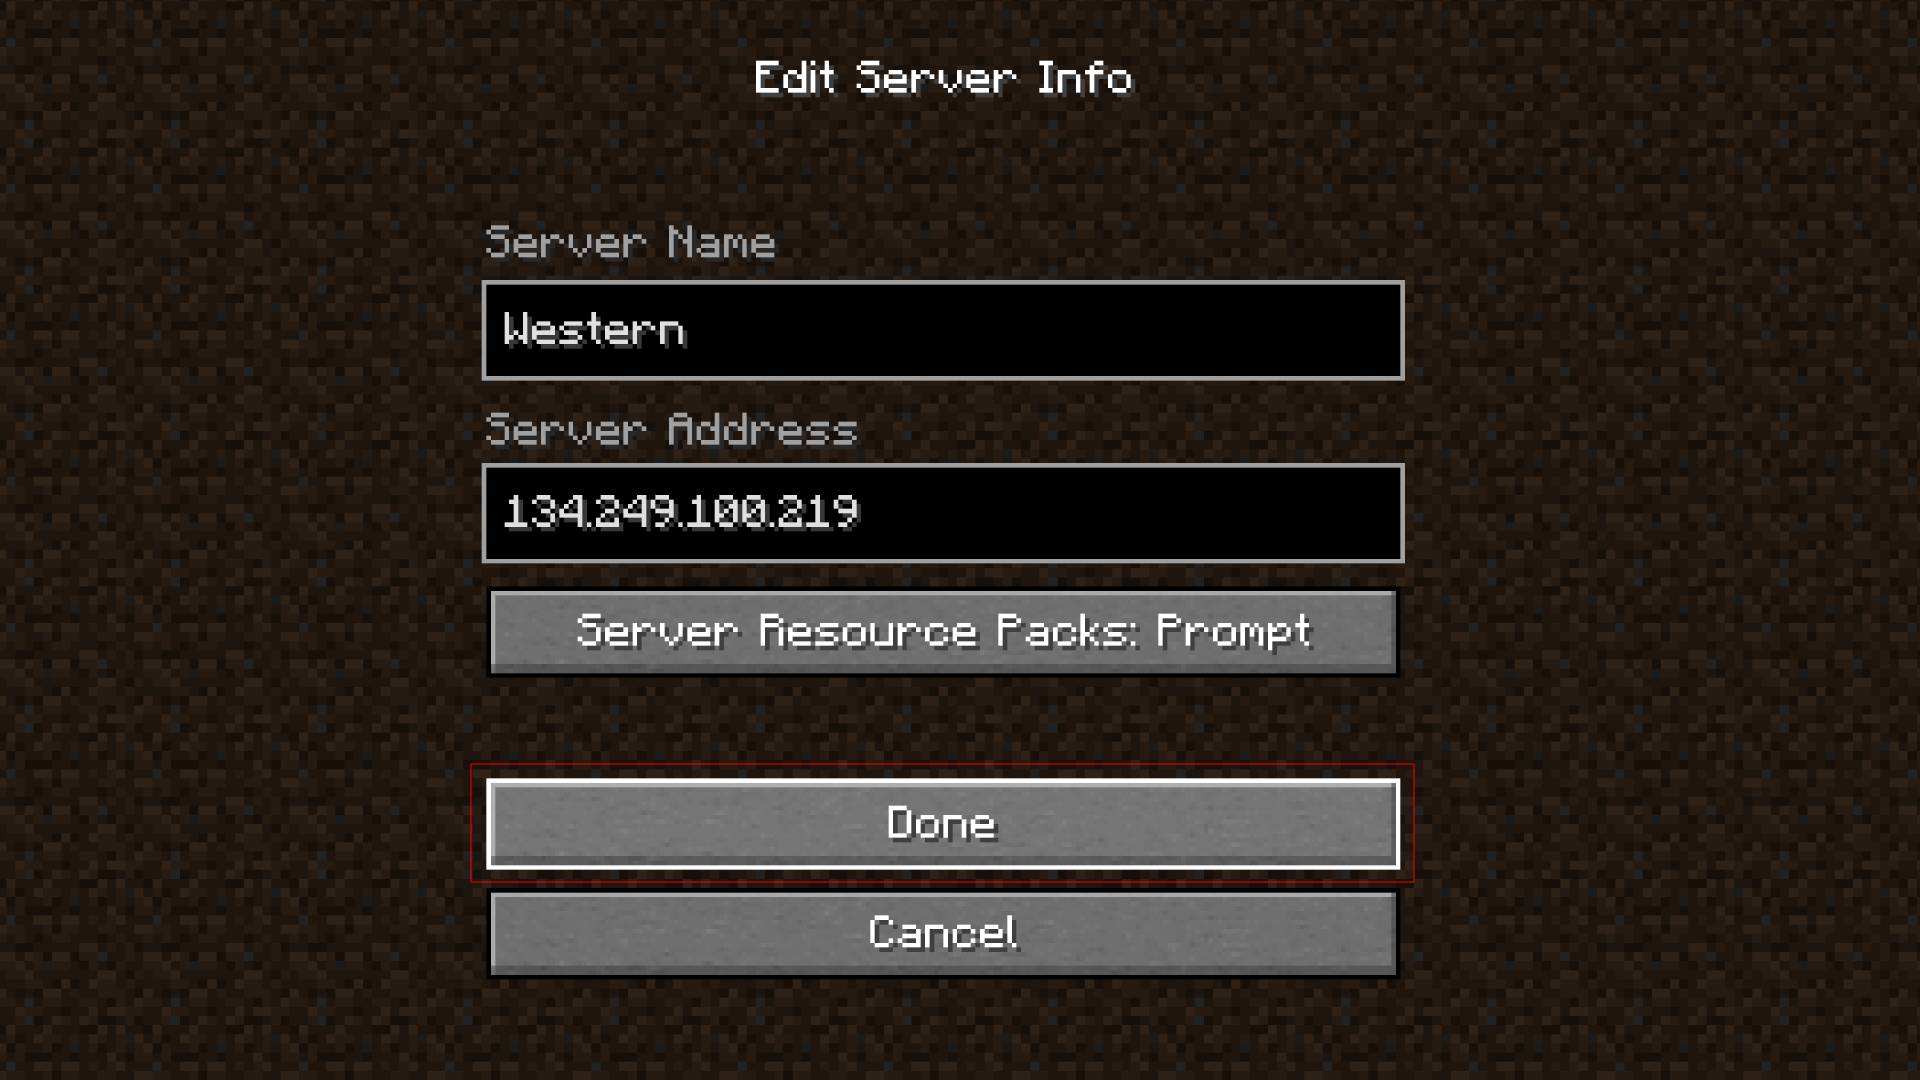 Edit Server Info
Server Name
Western
Server Address
134.249.100.219
Server Resource Packs: Prompt
Done
Cancel